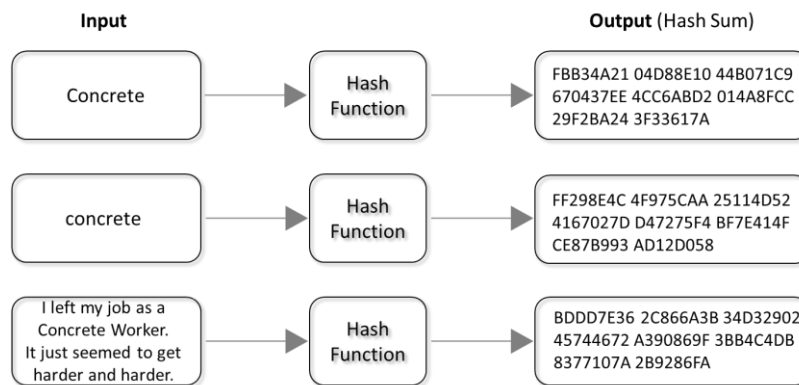 Input
Output (Hash Sum)
Concrete
Hash
Function
FBB34A21 04D88E10 44B071C9
670437EE 4CC6ABD2 014A8FCC
29F2BA24 3F33617A
concrete
Hash
Function
FF298E4C 4F975CAA 25114D52
4167027D D47275F4 BF7E414F
CE87B993 AD12D058
I left my job as a
Concrete Worker.
It just seemed to get
harder and harder.
Hash
Function
BDDD7E36 2C866A3B 34D32902
45744672 A390869F 3BB4C4DB
8377107A 2B9286FA